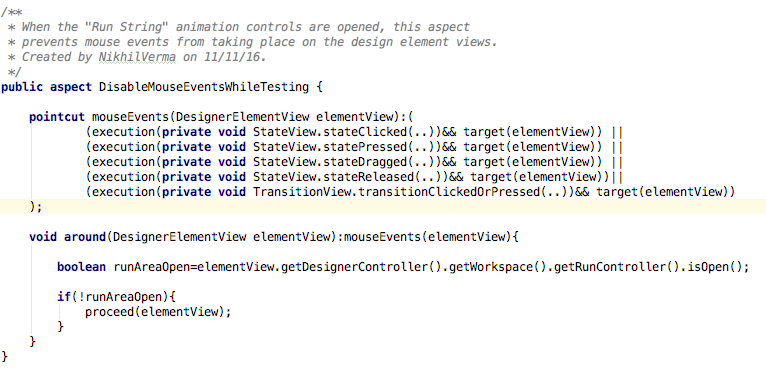 /**
 * When the "Run String" animation controls are opened, this aspect
 * prevents mouse events from taking place on the design element views.
 * Created by NikhilVerma on 11/11/16.
 */
public aspect DisableMouseEventsWhileTesting {
pointcut mouseEvents(DesignerElementView elementView):(
(execution(private void StateView.stateClicked(..))&& target(elementView)) ||
(execution(private void StateView.statePressed(..))&& target(elementView)) ||
(execution(private void StateView.stateDragged(..))&& target(elementView)) ||
(execution(private void StateView.stateReleased(..))&& target(elementView))||
(execution(private void TransitionView.transitionClickedOrPressed(..))&& target(elementView))
);
void around(DesignerElementView elementView):mouseEvents(elementView){
boolean runAreaOpen=elementView.getDesignerController().getWorkspace().getRunController().isOpen();
if(!runAreaOpen){
proceed(elementView);
}
}
}